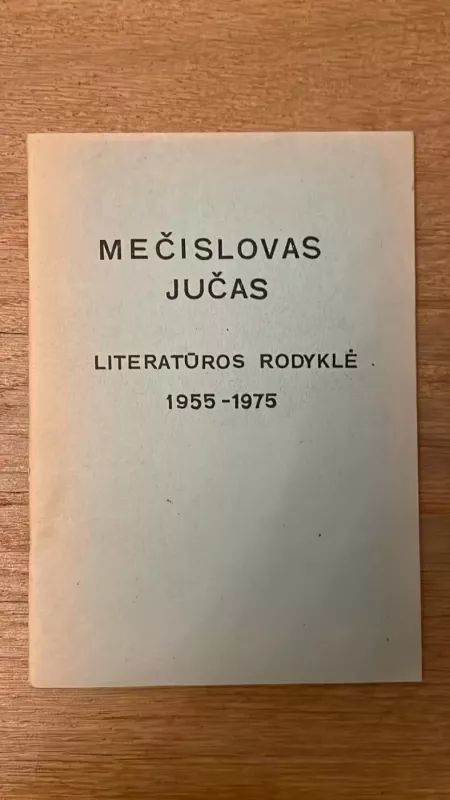 MEČISLOVAS
JUČAS
LITERATŪROS RODYKLĖ
1955-1975